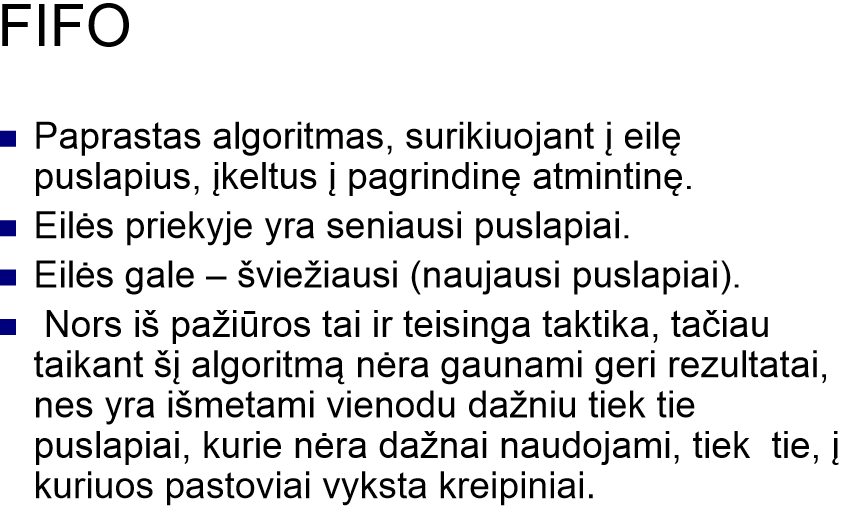 FIFO
Paprastas algoritmas, surikiuojant į eilę
puslapius, įkeltus į pagrindinę atmintinę.
Eilės priekyje yra seniausi puslapiai.
Eilės gale – šviežiausi (naujausi puslapiai).
Nors iš pažiūros tai ir teisinga taktika, tačiau
taikant šį algoritmą nėra gaunami geri rezultatai,
nes yra išmetami vienodu dažniu tiek tie
puslapiai, kurie nėra dažnai naudojami, tiek  tie, į
kuriuos pastoviai vyksta kreipiniai.